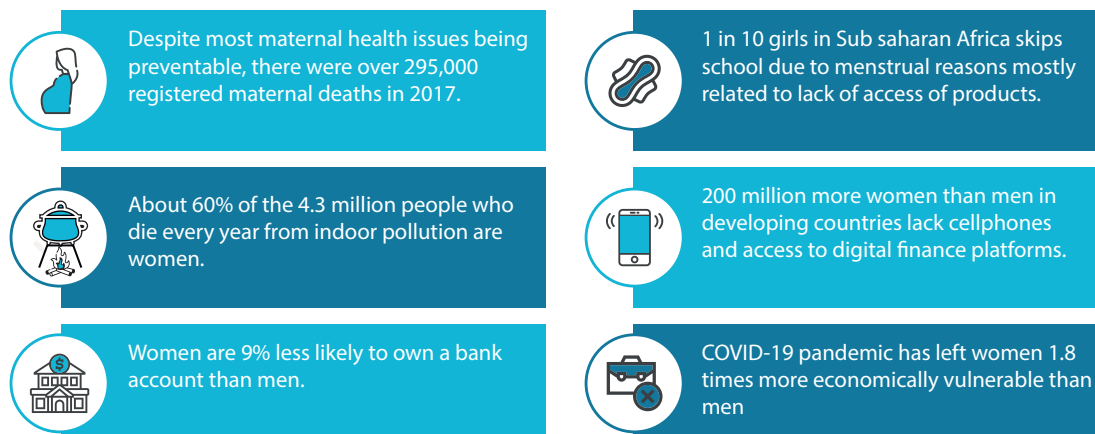 Despite most maternal health issues being
preventable, there were over 295,000
registered maternal deaths in 2017.
1 in 10 girls in Sub saharan Africa skips
school due to menstrual reasons mostly
related to lack of access of products.
About 60% of the 4.3 million people who
die every year from indoor pollution are
women.
200 million more women than men in
developing countries lack cellphones
and access to digital finance platforms.
$
Women are 9% less likely to own a bank
account than men.
COVID-19 pandemic has left women 1.8
times more economically vulnerable than
men